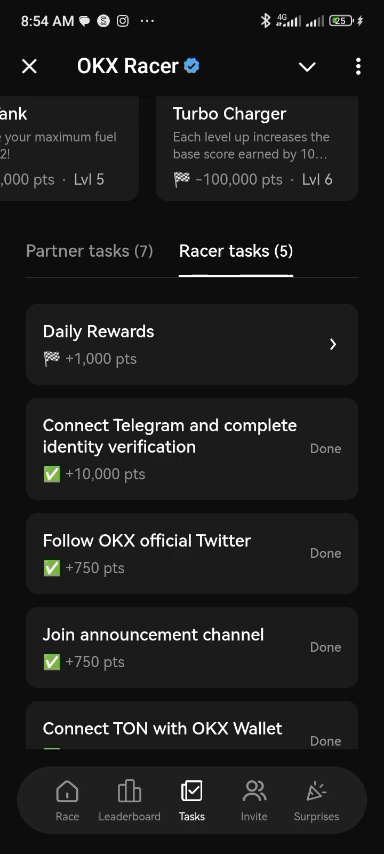 8:54 AM
4G
25
OKX Racer
ank Turbo Charger
your maximum fuel Each level up increases the
2! base score earned by 10...
,000 pts · Lvl 5 -100,000 pts · Lvl 6
Partner tasks (7) Racer tasks (5)
Daily Rewards
+1,000 pts
Connect Telegram and complete
identity verification
Done
+10,000 pts
Follow OKX official Twitter
Done
+750 pts
Join announcement channel
Done
+750 pts
Connect TON with OKX Wallet
Done
Race Leaderboard Tasks Invite Surprises